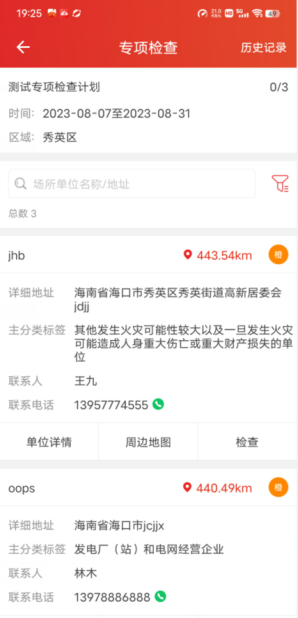 19:25
21.0
KB/S
HD
5G
49
专项检查
历史记录
测试专项检查计划 0/3
时间: 2023-08-07至2023-08-31
区域: 秀英区
场所单位名称/地址
总数 3
jhb 443.54km 橙
详细地址 海南省海口市秀英区秀英街道高新居委会
jdjj
主分类标签 其他发生火灾可能性较大以及一旦发生火灾
可能造成人身重大伤亡或重大财产损失的单
位
联系人 王九
联系电话 13957774555
单位详情 周边地图 检查
oops 440.49km 橙
详细地址 海南省海口市jcjjx
主分类标签 发电厂（站）和电网经营企业
联系人 林木
联系电话 13978886888